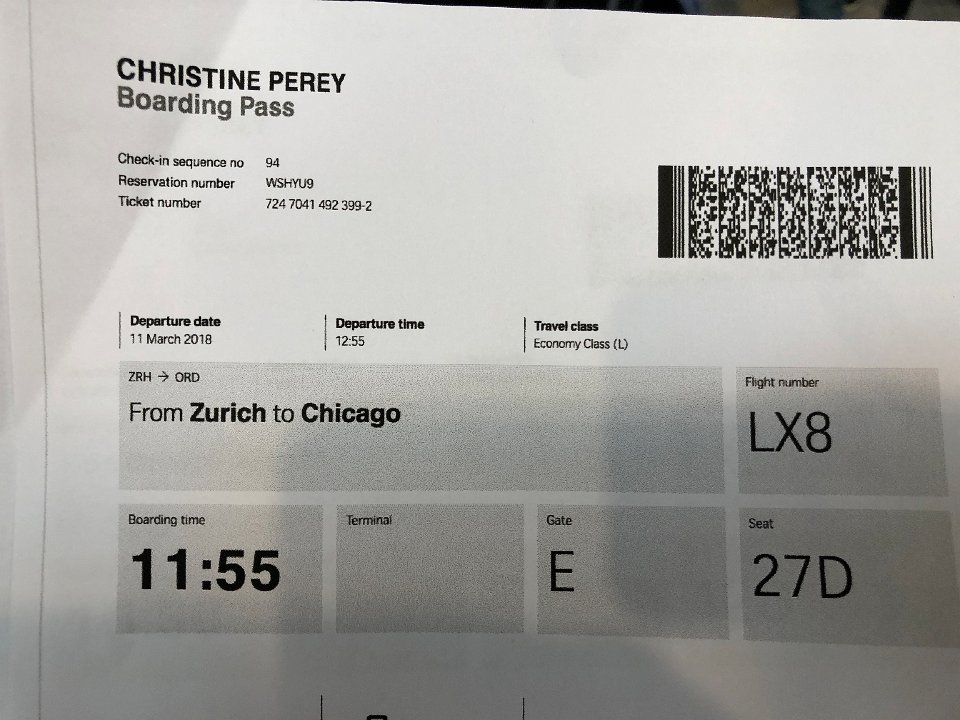 CHRISTINE PEREY
Boarding Pass
Check-in sequence no 94
Reservation number WSHYU9
Ticket number 724 7041 492 399-2
Departure date
11 March 2018
Departure time
12:55
Travel class
Economy Class (L)
ZRH → ORD
From Zurich to Chicago
Flight number
LX8
Boarding time
11:55
Terminal
Gate
E
Seat
27D